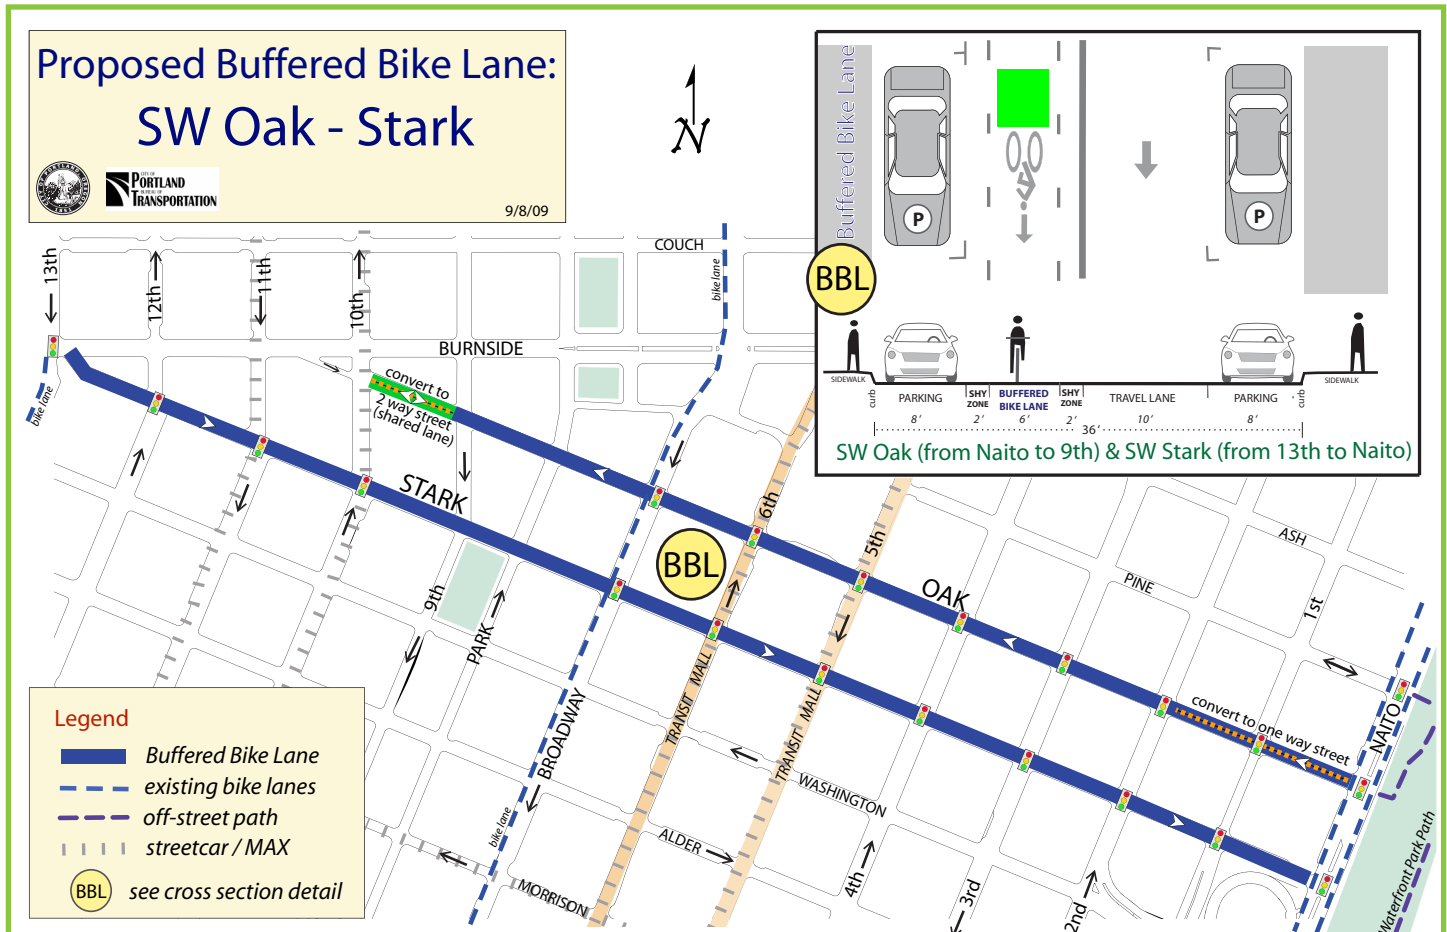 Proposed Buffered Bike Lane:
SW Oak - Stark
CITY OF
PORTLAND
BUREAU OF
TRANSPORTATION
9/8/09
Buffered Bike Lane
P
P
BBL
SIDEWALK
curb
PARKING
SHY ZONE
BUFFERED BIKE LANE
SHY ZONE
TRAVEL LANE
PARKING
curb
SIDEWALK
8'
2'
6'
2'
10'
8'
36'
SW Oak (from Naito to 9th) & SW Stark (from 13th to Naito)
COUCH
13th
12th
11th
10th
bike lane
BURNSIDE
bike lane
convert to
2 way street
(shared lane)
STARK
6th
5th
BBL
OAK
ASH
PINE
1st
9th
PARK
BROADWAY
TRANSIT MALL
TRANSIT MALL
convert to one way street
NAITO
WASHINGTON
ALDER
MORRISON
bike lane
4th
3rd
2nd
Waterfront Park Path
Legend
Buffered Bike Lane
existing bike lanes
off-street path
streetcar / MAX
BBL
see cross section detail